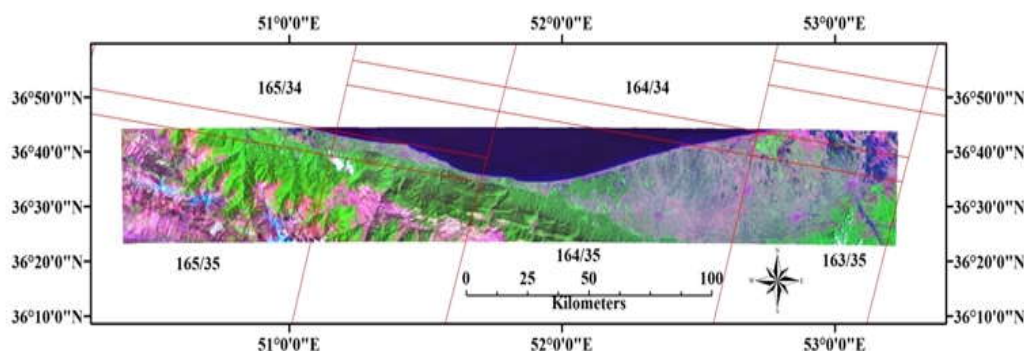 51°0'0"E 52°0'0"E 53°0'0"E
165/34 164/34
36°50'0"N 36°50'0"N
36°40'0"N 36°40'0"N
36°30'0"N 36°30'0"N
165/35 164/35 163/35
36°20'0"N 36°20'0"N
0 25 50 100
Kilometers
N
W E
S
36°10'0"N 36°10'0"N
51°0'0"E 52°0'0"E 53°0'0"E